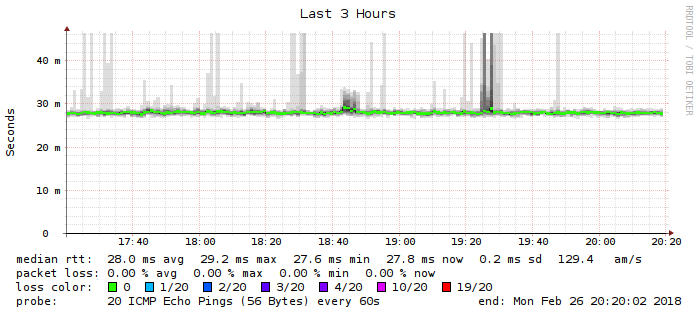 Last 3 Hours
RRDTOOL / TOBI OETIKER
Seconds
40 m
30 m
20 m
10 m
0
17:40 18:00 18:20 18:40 19:00 19:20 19:40 20:00 20:20
median rtt: 28.0 ms avg 29.2 ms max 27.6 ms min 27.8 ms now 0.2 ms sd 129.4 am/s
packet loss: 0.00 % avg 0.00 % max 0.00 % min 0.00 % now
loss color: 0 1/20 2/20 3/20 4/20 10/20 19/20
probe: 20 ICMP Echo Pings (56 Bytes) every 60s end: Mon Feb 26 20:20:02 2018